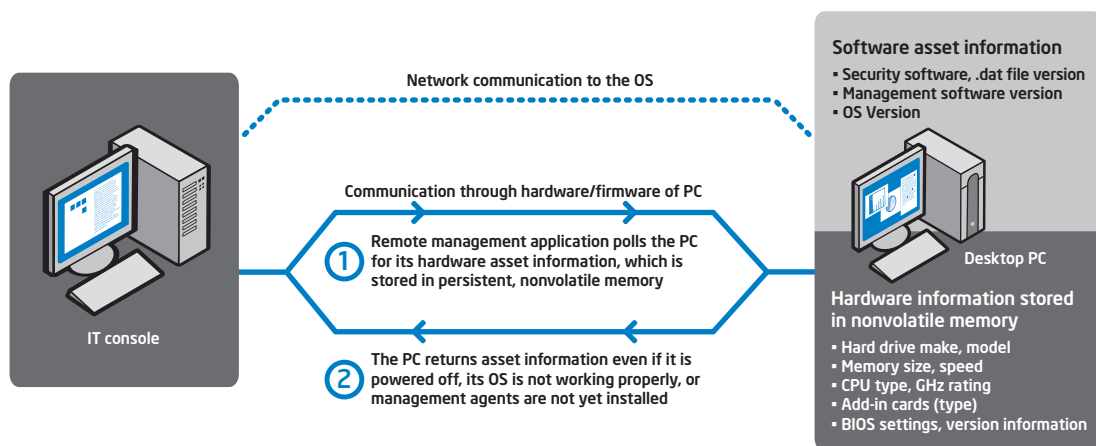 Network communication to the OS
Communication through hardware/firmware of PC
1
Remote management application polls the PC
for its hardware asset information, which is
stored in persistent, nonvolatile memory
2
The PC returns asset information even if it is
powered off, its OS is not working properly, or
management agents are not yet installed
IT console
Software asset information
▪ Security software, .dat file version
▪ Management software version
▪ OS Version
Desktop PC
Hardware information stored
in nonvolatile memory
▪ Hard drive make, model
▪ Memory size, speed
▪ CPU type, GHz rating
▪ Add-in cards (type)
▪ BIOS settings, version information